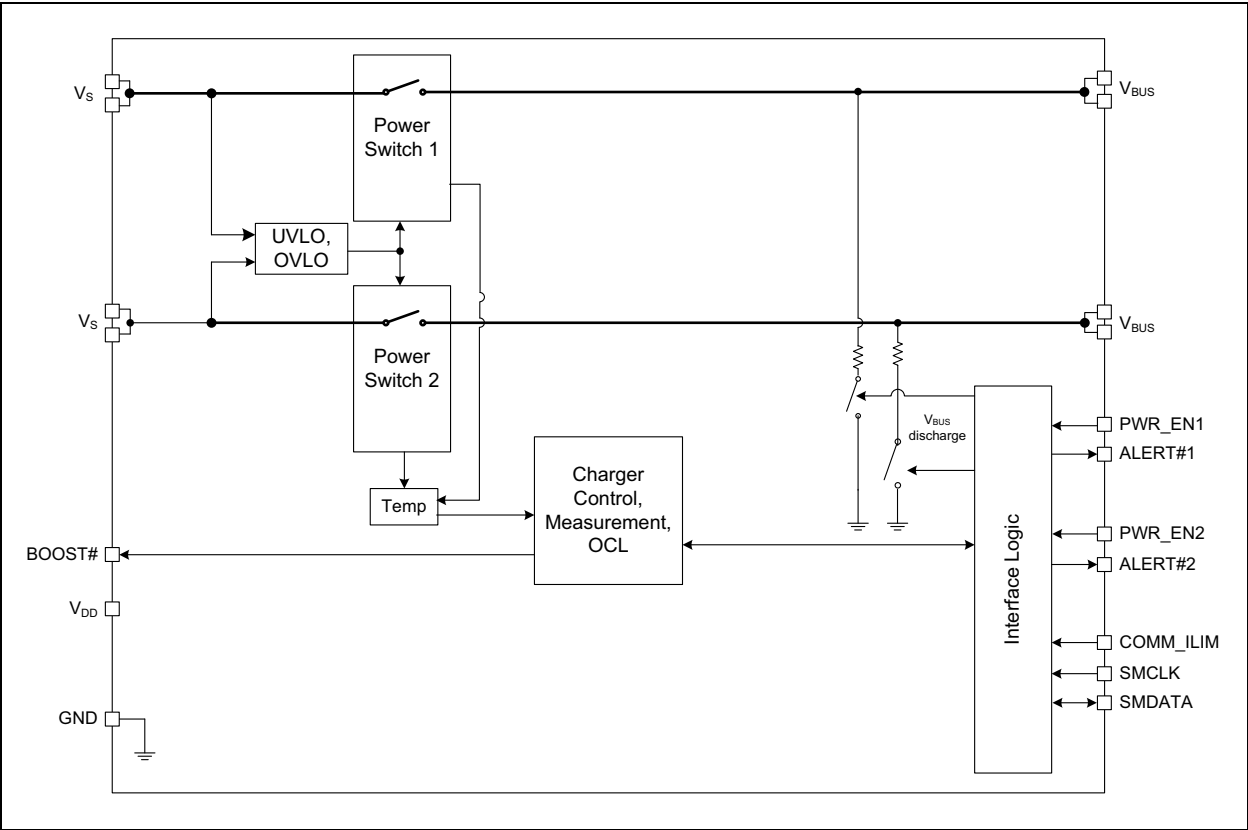 VS
VBUS
Power
Switch 1
UVLO,
OVLO
VS
VBUS
Power
Switch 2
VBUS
discharge
PWR_EN1
ALERT#1
Charger
Control,
Measurement,
OCL
Temp
Interface Logic
PWR_EN2
ALERT#2
BOOST#
VDD
COMM_ILIM
SMCLK
SMDATA
GND